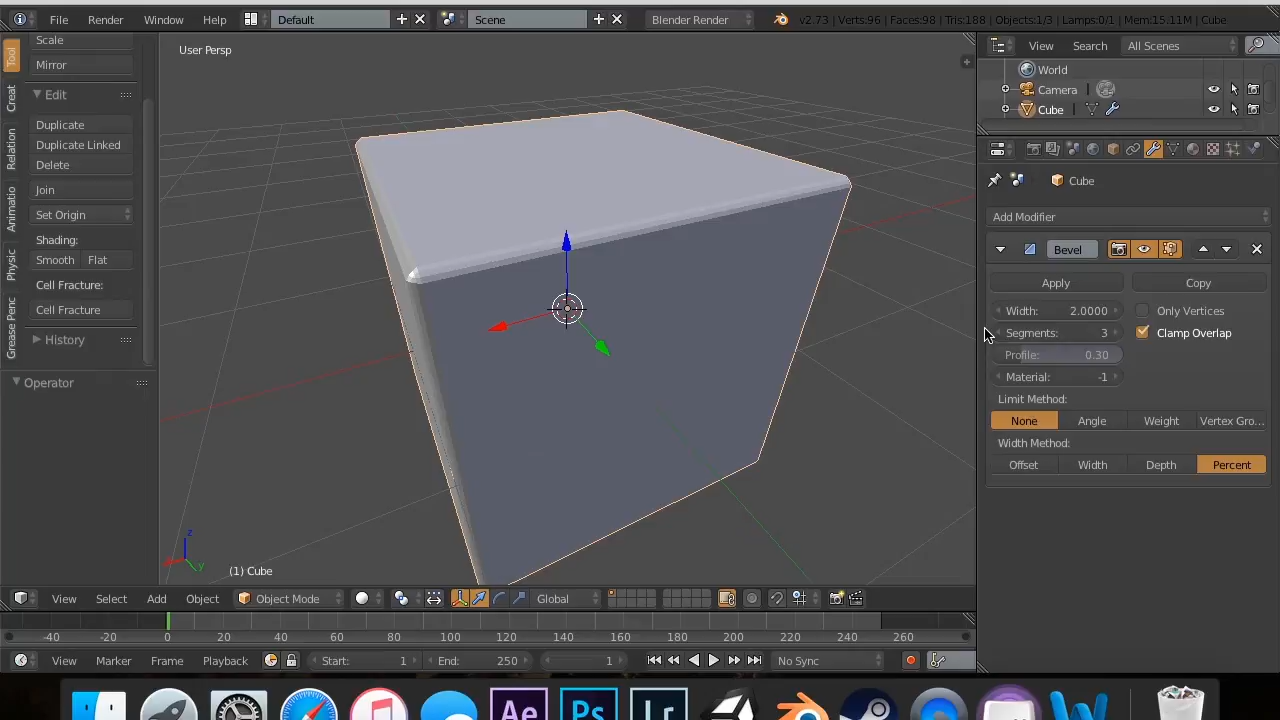 File Render Window Help Default Scene Blender Render v2.73 | Verts:96 | Faces:98 | Tris:188 | Objects:1/3 | Lamps:0/1 | Mem:15.11M | Cube
Tool
Creat
Relation
Animatio
Physic
Grease Penc
Scale
Mirror
Edit
Duplicate
Duplicate Linked
Delete
Join
Set Origin
Shading:
Smooth Flat
Cell Fracture:
Cell Fracture
History
Operator
User Persp
z
y
(1) Cube
View Search All Scenes
World
Camera
Cube
Cube
Add Modifier
Bevel
Apply Copy
Width: 2.0000 Only Vertices
Segments: 3 Clamp Overlap
Profile: 0.30
Material: -1
Limit Method:
None Angle Weight Vertex Gro...
Width Method:
Offset Width Depth Percent
View Select Add Object Object Mode Global
-40 -20 0 20 40 60 80 100 120 140 160 180 200 220 240 260
View Marker Frame Playback Start: 1 End: 250 1 No Sync
Ae Ps Lr W